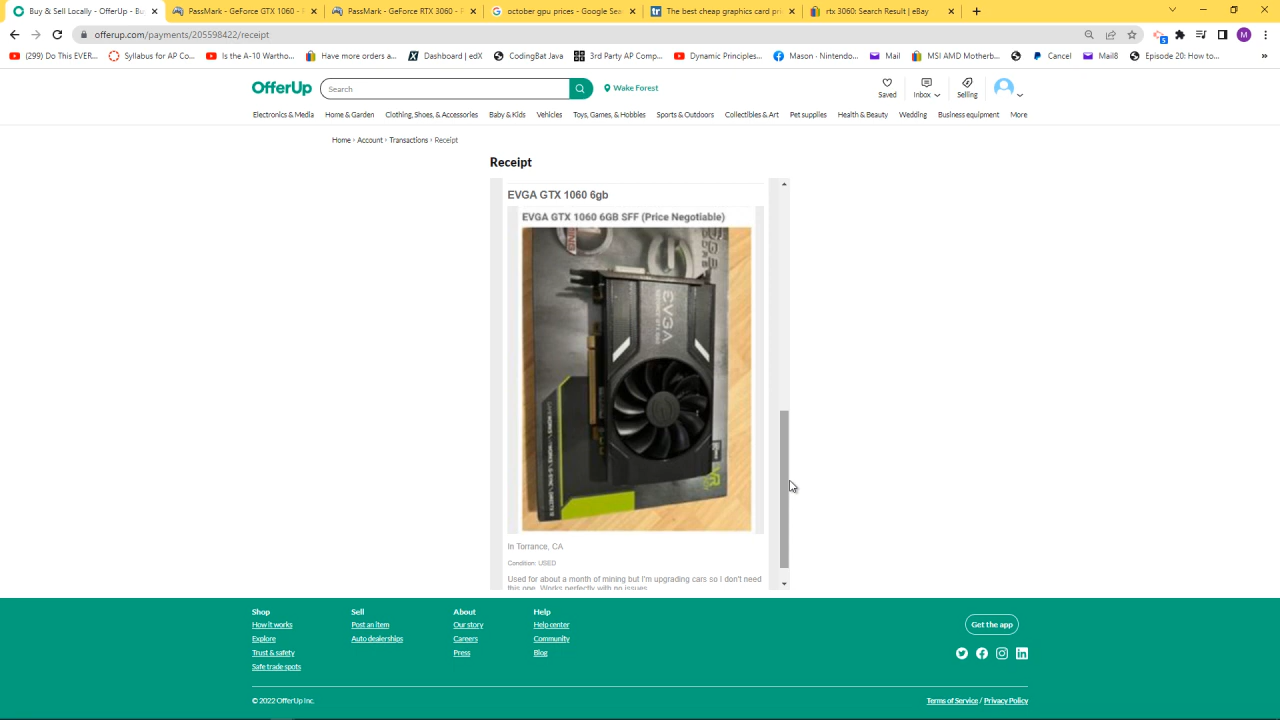 Buy & Sell Locally - OfferUp - Bu
PassMark - GeForce GTX 1060 -
PassMark - GeForce RTX 3060 - P
october gpu prices - Google Sea
The best cheap graphics card pri
rtx 3060: Search Result | eBay
offerup.com/payments/205598422/receipt
5
M
(299) Do This EVER...
Syllabus for AP Co...
Is the A-10 Wartho...
Have more orders a...
Dashboard | edX
CodingBat Java
3rd Party AP Comp...
Dynamic Principles...
Mason · Nintendo...
Mail
MSI AMD Motherb...
Cancel
Mail8
Episode 20: How to...
OfferUp
Search
Wake Forest
Saved
Inbox
Selling
Electronics & Media
Home & Garden
Clothing, Shoes, & Accessories
Baby & Kids
Vehicles
Toys, Games, & Hobbies
Sports & Outdoors
Collectibles & Art
Pet supplies
Health & Beauty
Wedding
Business equipment
More
Home › Account › Transactions › Receipt
Receipt
EVGA GTX 1060 6gb
EVGA GTX 1060 6GB SFF (Price Negotiable)
EVGA
In Torrance, CA
Condition: USED
Used for about a month of mining but I'm upgrading cars so I don't need
this one. Works perfectly with no issues
Shop
How it works
Explore
Trust & safety
Safe trade spots
Sell
Post an item
Auto dealerships
About
Our story
Careers
Press
Help
Help center
Community
Blog
Get the app
© 2022 OfferUp Inc.
Terms of Service / Privacy Policy